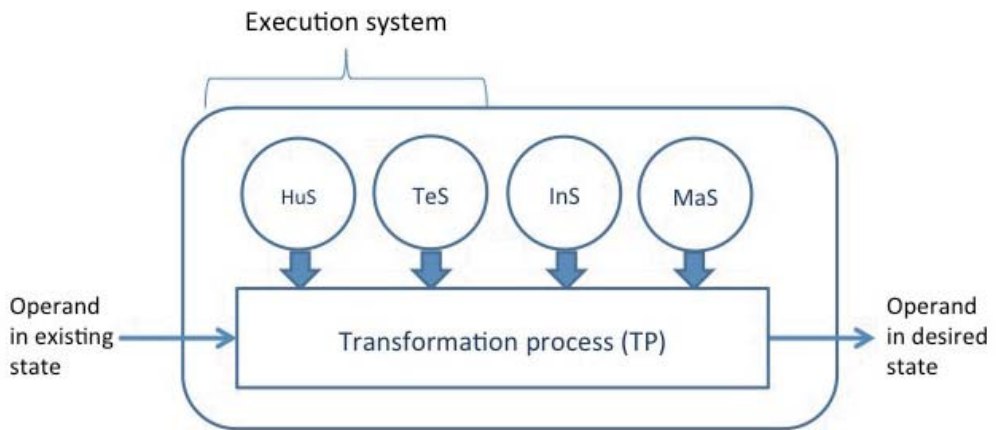 Execution system
HuS
TeS
InS
MaS
Operand
in existing
state
Transformation process (TP)
Operand
in desired
state